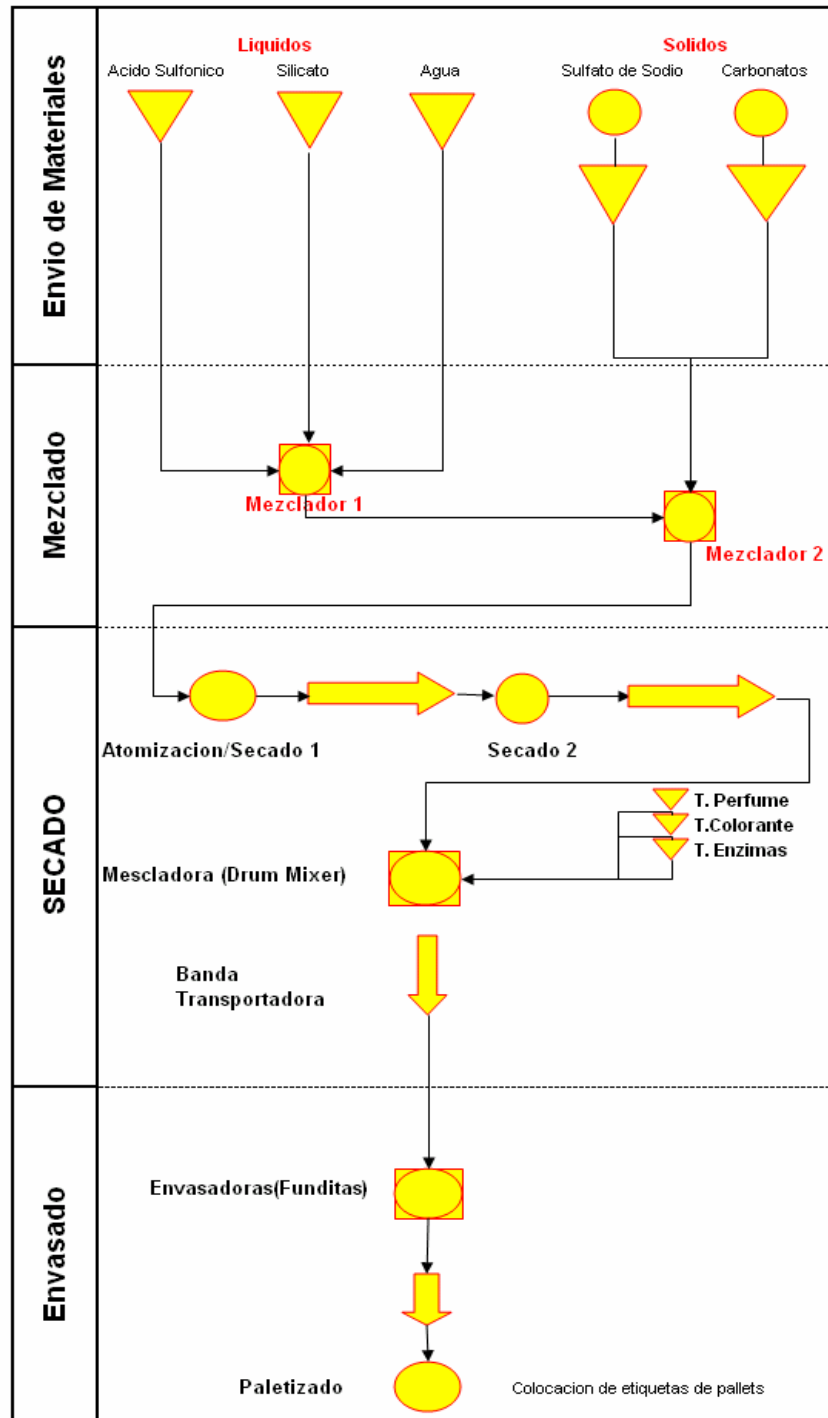 Envio de Materiales
Liquidos
Solidos
Acido Sulfonico
Silicato
Agua
Sulfato de Sodio
Carbonatos
Mezclado
Mezclador 1
Mezclador 2
SECADO
Atomizacion/Secado 1
Secado 2
T. Perfume
T.Colorante
T. Enzimas
Mescladora (Drum Mixer)
Banda
Transportadora
Envasado
Envasadoras(Funditas)
Paletizado
Colocacion de etiquetas de pallets